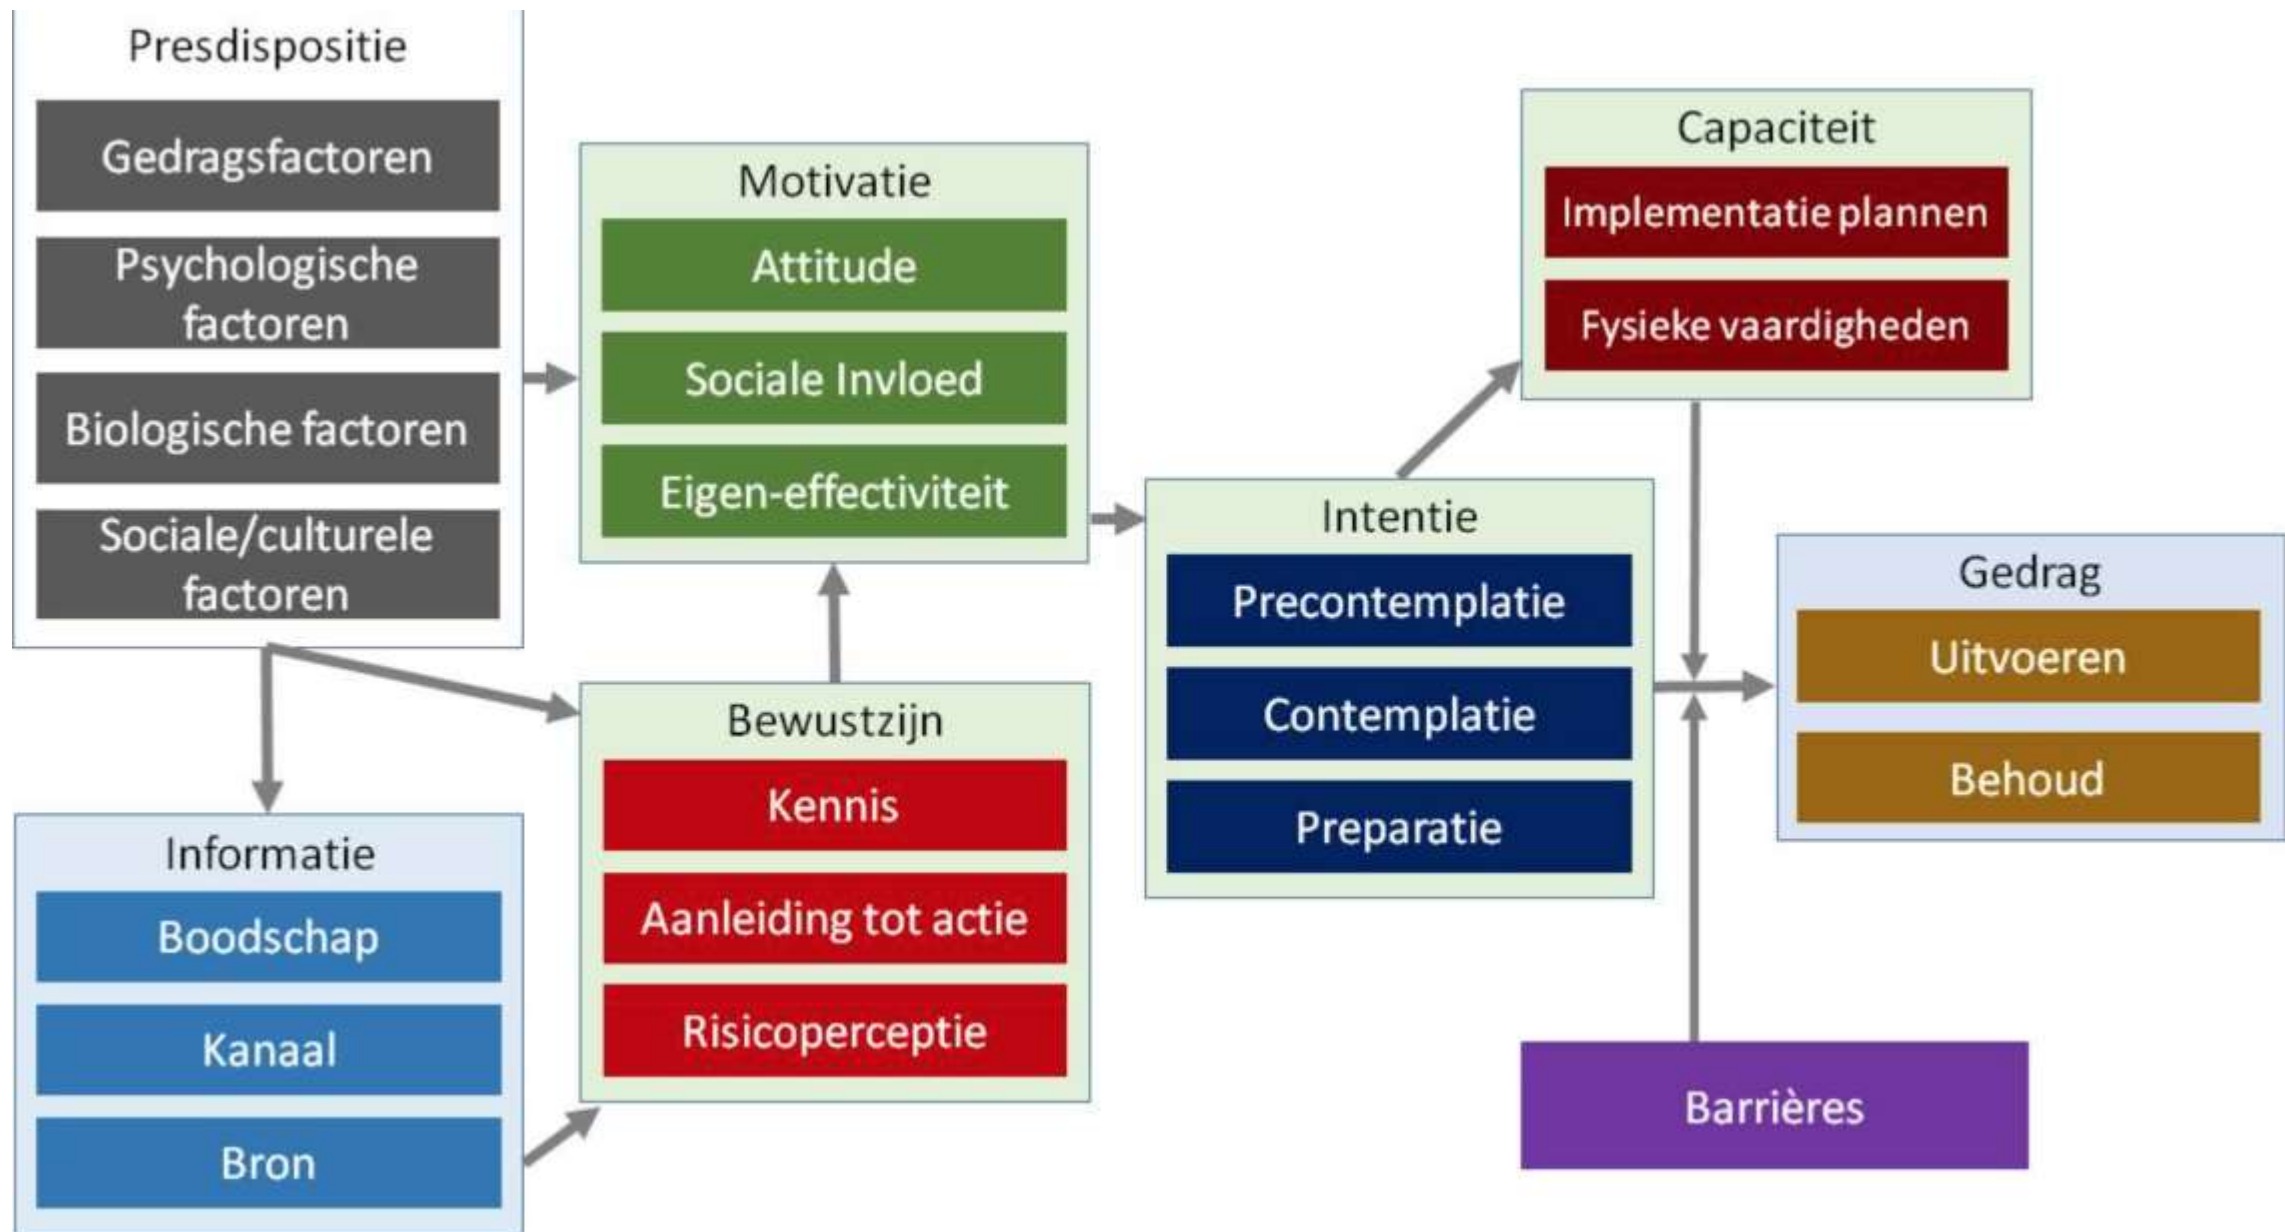 Presdispositie
Gedragsfactoren
Psychologische
factoren
Biologische factoren
Sociale/culturele
factoren
Informatie
Boodschap
Kanaal
Bron
Motivatie
Attitude
Sociale Invloed
Eigen-effectiviteit
Bewustzijn
Kennis
Aanleiding tot actie
Risicoperceptie
Intentie
Precontemplatie
Contemplatie
Preparatie
Capaciteit
Implementatie plannen
Fysieke vaardigheden
Gedrag
Uitvoeren
Behoud
Barrières